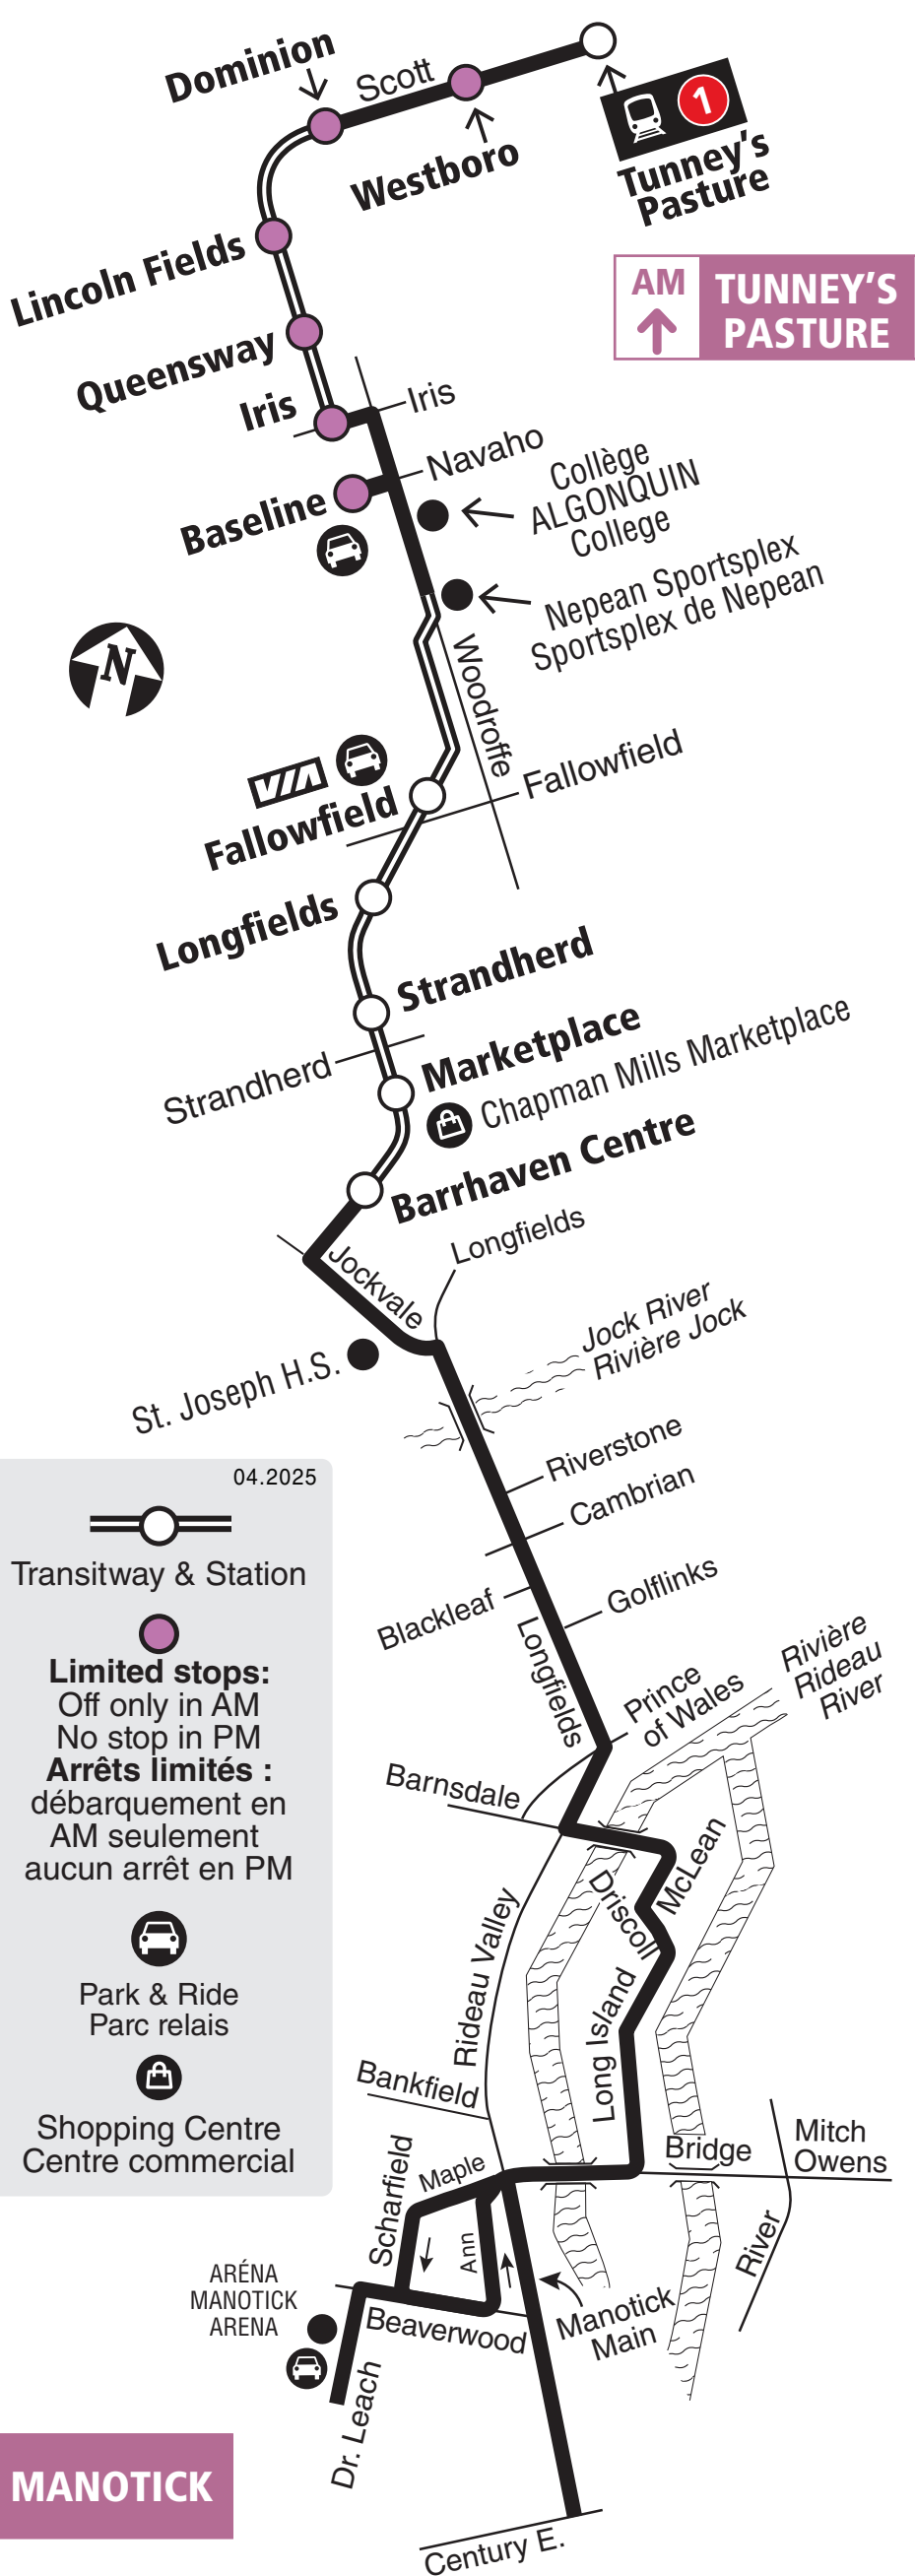 Dominion
Scott
1
Westboro
Tunney's
Pasture
Lincoln Fields
AM
TUNNEY'S
PASTURE
Queensway
Iris
Iris
Navaho
Collège
ALGONQUIN
College
Baseline
Nepean Sportsplex
Sportsplex de Nepean
N
Woodroffe
VIA
Fallowfield
Fallowfield
Longfields
Strandherd
Strandherd
Marketplace
Chapman Mills Marketplace
Barrhaven Centre
Longfields
Jockvale
Jock River
Rivière Jock
St. Joseph H.S.
Riverstone
Cambrian
Blackleaf
Golflinks
Longfields
04.2025
Transitway & Station
Limited stops:
Off only in AM
No stop in PM
Arrêts limités :
débarquement en
AM seulement
aucun arrêt en PM
Park & Ride
Parc relais
Shopping Centre
Centre commercial
Rivière
Rideau
River
Prince
of Wales
Barnsdale
McLean
Driscoll
Rideau Valley
Long Island
Bankfield
Bridge
Mitch
Owens
Maple
Scharfield
Ann
River
ARÉNA
MANOTICK
ARENA
Beaverwood
Manotick
Main
Dr. Leach
MANOTICK
Century E.